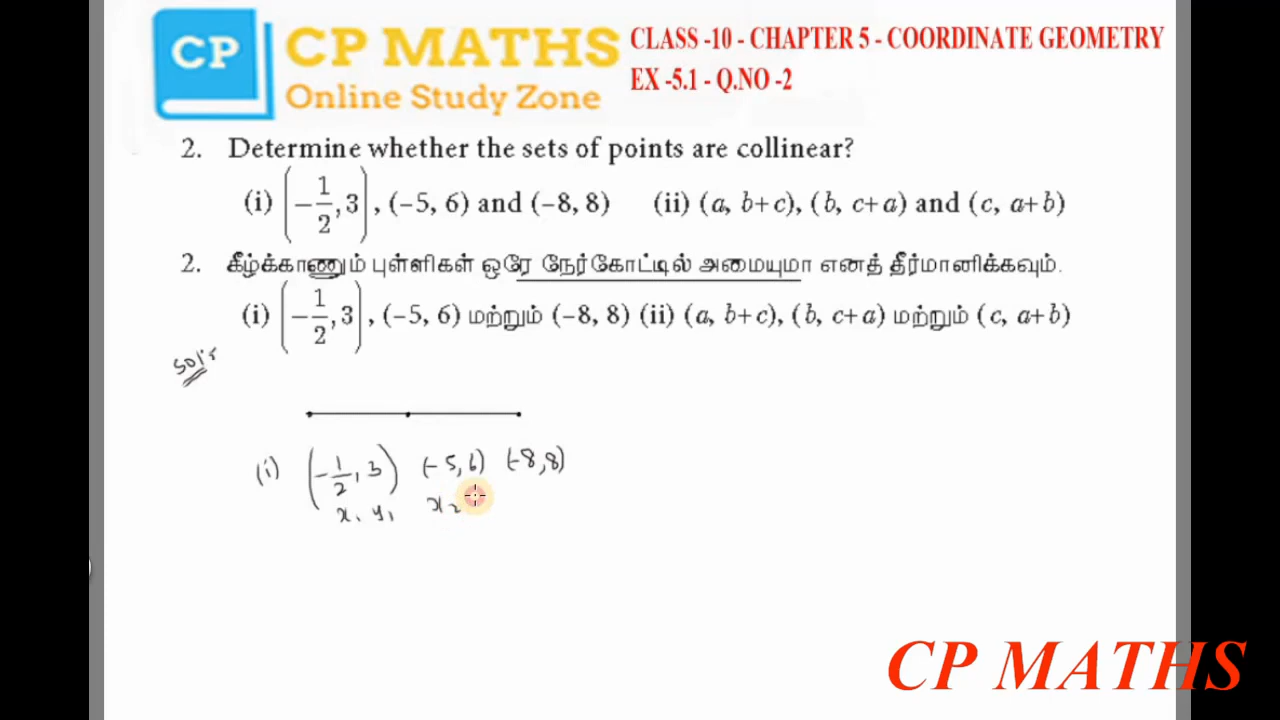 CP
CP MATHS
Online Study Zone
CLASS -10 - CHAPTER 5 - COORDINATE GEOMETRY
EX -5.1 - Q.NO -2
2. Determine whether the sets of points are collinear?
(i) (-1/2, 3), (-5, 6) and (-8, 8) (ii) (a, b+c), (b, c+a) and (c, a+b)
2. கீழ்க்காணும் புள்ளிகள் ஒரே நேர்கோட்டில் அமையுமா எனத் தீர்மானிக்கவும்.
(i) (-1/2, 3), (-5, 6) மற்றும் (-8, 8) (ii) (a, b+c), (b, c+a) மற்றும் (c, a+b)
Sol:
(i) (-1/2, 3) (-5, 6) (-8, 8)
x₁ y₁ x₂
CP MATHS